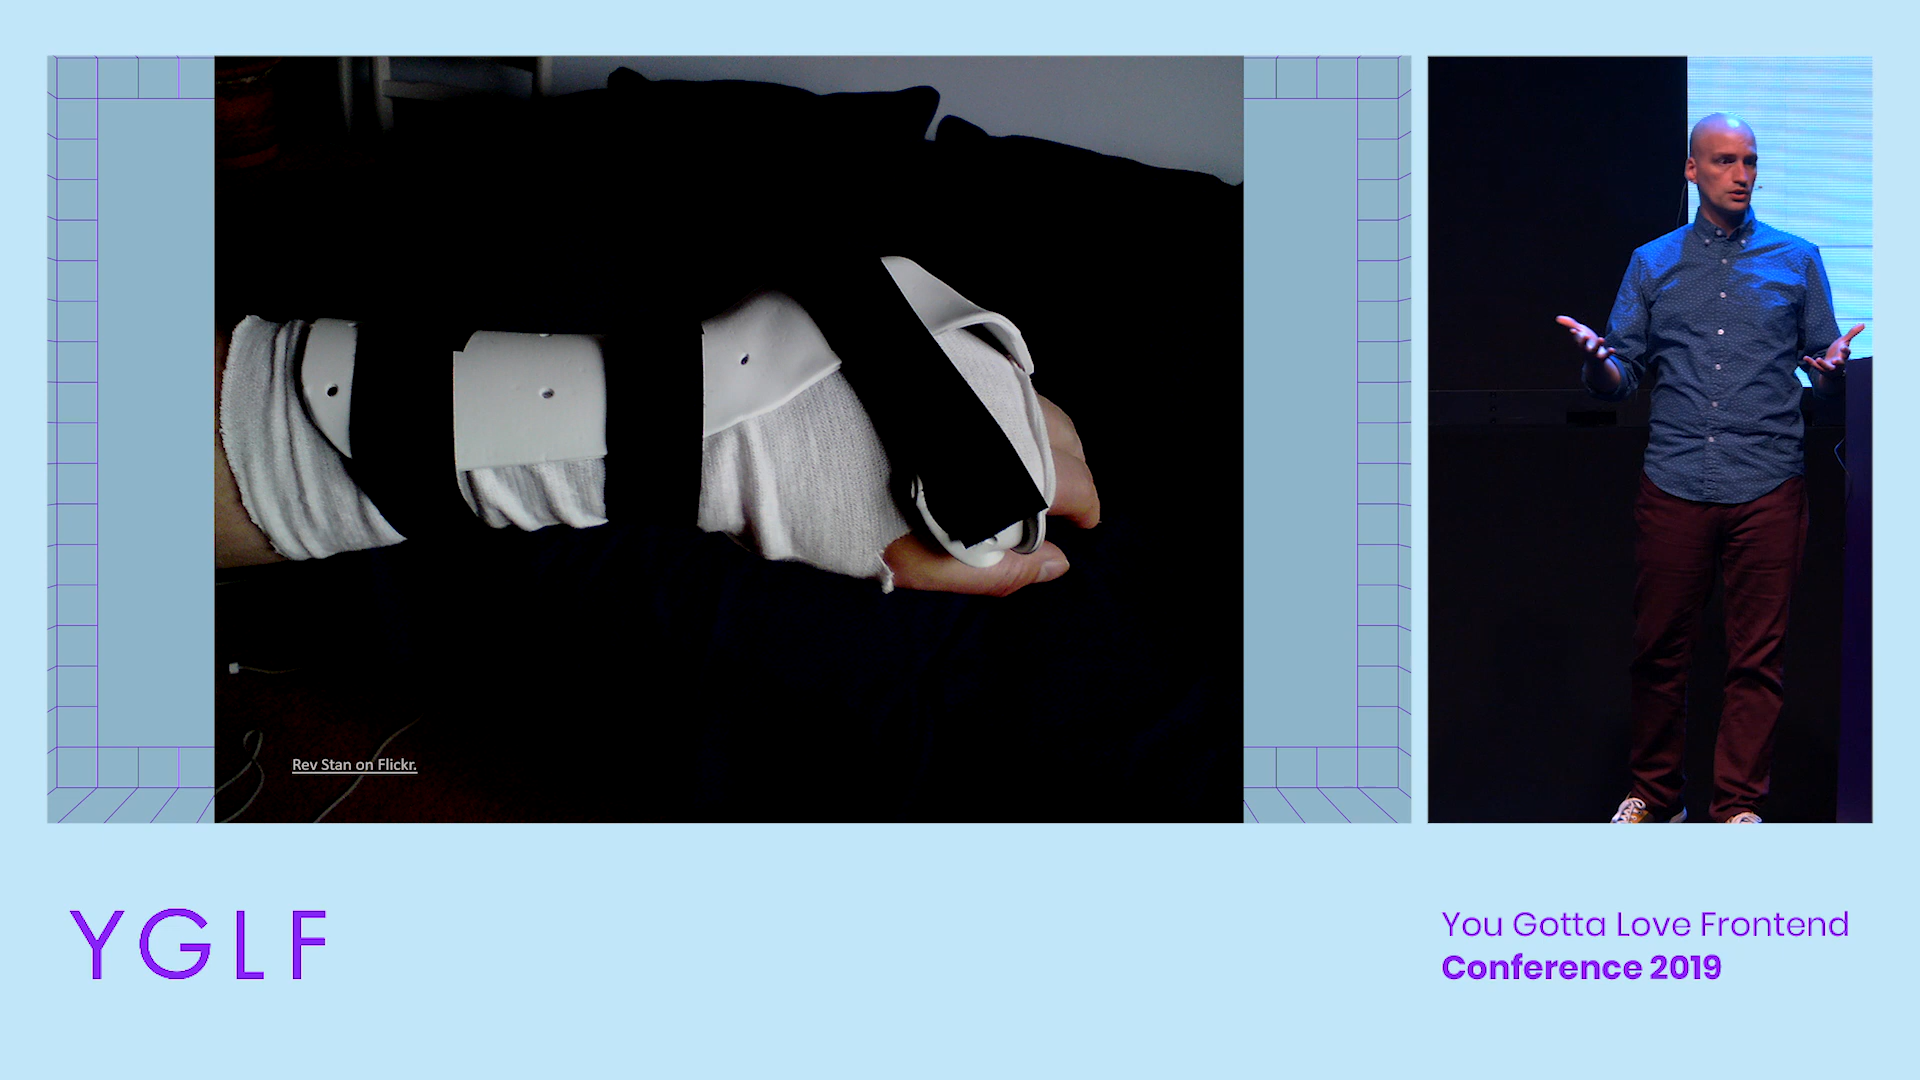 Rev Stan on Flickr.
YGLF
You Gotta Love Frontend
Conference 2019